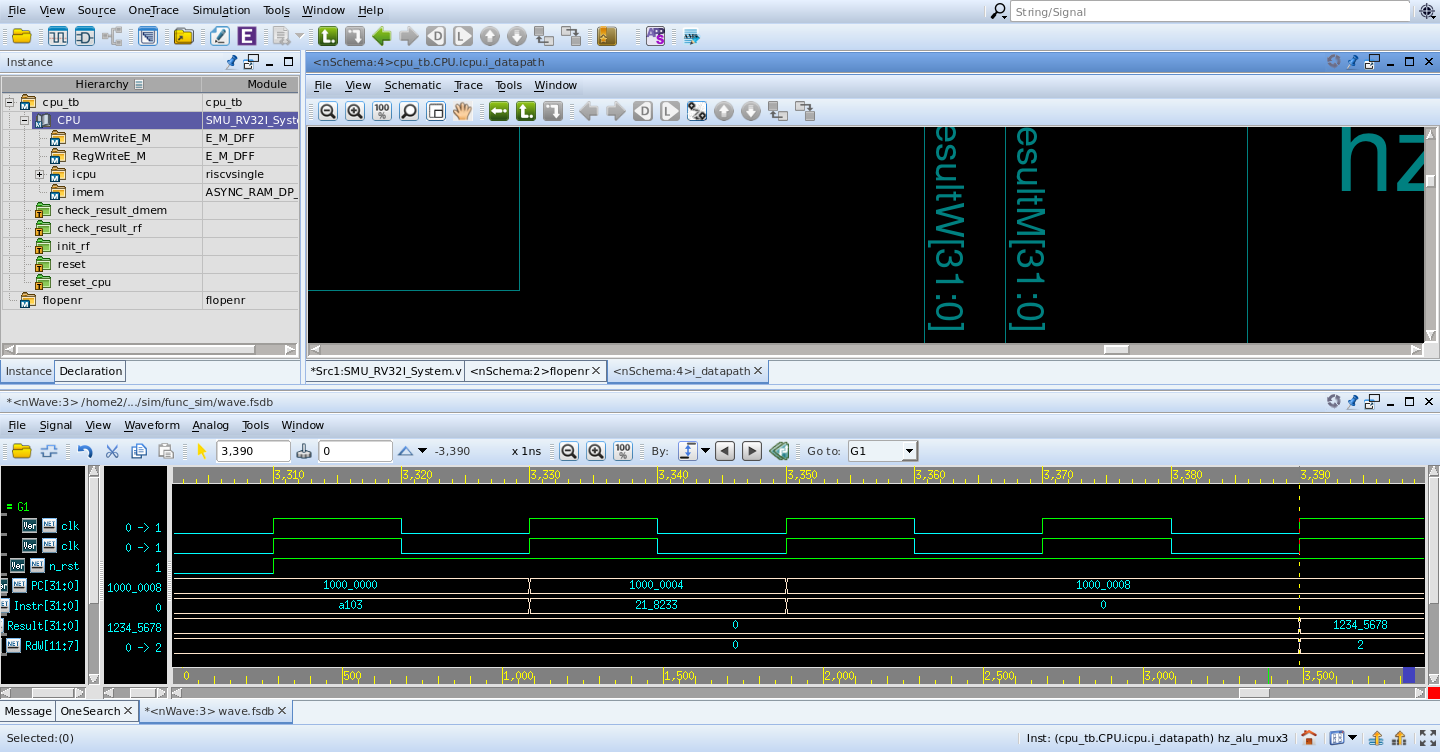 File View Source OneTrace Simulation Tools Window Help
String/Signal
Instance
Hierarchy Module
cpu_tb cpu_tb
CPU SMU_RV32I_Syst
MemWriteE_M E_M_DFF
RegWriteE_M E_M_DFF
icpu riscvsingle
imem ASYNC_RAM_DP_
check_result_dmem
check_result_rf
init_rf
reset
reset_cpu
flopenr flopenr
Instance Declaration
<nSchema:4>cpu_tb.CPU.icpu.i_datapath
File View Schematic Trace Tools Window
100%
esultW[31:0]
esultM[31:0]
hz
*Src1:SMU_RV32I_System.v <nSchema:2>flopenr <nSchema:4>i_datapath
*<nWave:3> /home2/.../sim/func_sim/wave.fsdb
File Signal View Waveform Analog Tools Window
3,390 0 -3,390 x 1ns 100% By: Go to: G1
3,310 3,320 3,330 3,340 3,350 3,360 3,370 3,380 3,390
= G1
clk 0 -> 1
clk 0 -> 1
n_rst 1
PC[31:0] 1000_0008 1000_0000 1000_0004 1000_0008
Instr[31:0] 0 a103 21_8233 0
Result[31:0] 1234_5678 0 1234_5678
RdW[11:7] 0 -> 2 0 2
0 500 1,000 1,500 2,000 2,500 3,000 3,500
Message OneSearch *<nWave:3> wave.fsdb
Selected:(0)
Inst: (cpu_tb.CPU.icpu.i_datapath) hz_alu_mux3